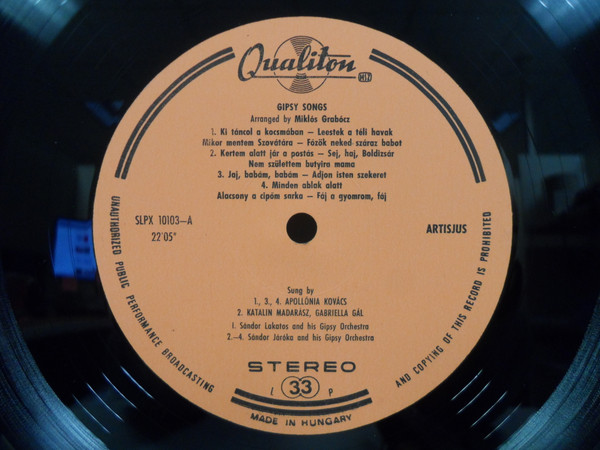 Qualiton
GIPSY SONGS
Arranged by Miklós Grabócz
1. Ki táncal a kocsmában — Leestek a téli havak
Mikor mentem Szovátára — Főzök neked száraz babot
2. Kertem alatt jár a postás — Sej, haj, Boldizsár
Nem születtem butyira mama
3. Jaj, babám, babám — Adjon isten szekeret
4. Minden ablak alatt
Alacsony a cipőm sarka — Fáj a gyomrom, fáj
SLPX 10103—A
22'05"
ARTISJUS
Sung by
1., 3., 4. APOLLÓNIA KOVÁCS
2. KATALIN MADARÁSZ, GABRIELLA GÁL
1. Sándor Lakatos and his Gipsy Orchestra
2.—4. Sándor Járóka and his Gipsy Orchestra
STEREO
L 33 P
MADE IN HUNGARY
UNAUTHORIZED PUBLIC PERFORMANCE BROADCASTING
AND COPYING OF THIS RECORD IS PROHIBITED